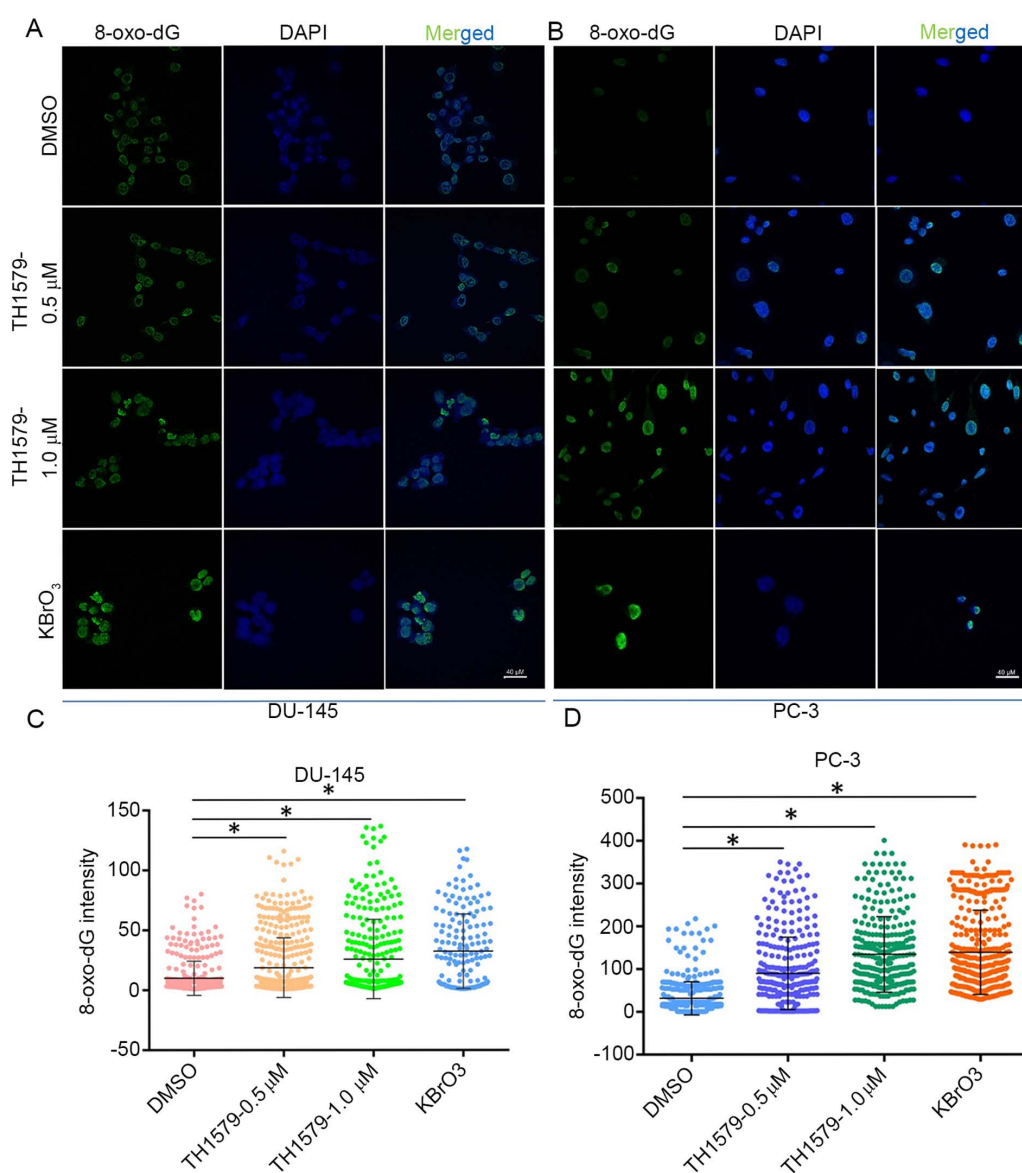 A
8-oxo-dG DAPI Merged
B
8-oxo-dG DAPI Merged
DMSO
TH1579-
0.5 µM
TH1579-
1.0 µM
KBrO3
40 µM
40 µM
DU-145
PC-3
C
DU-145
8-oxo-dG intensity
150
100
50
0
-50
*
*
*
DMSO
TH1579-0.5 µM
TH1579-1.0 µM
KBrO3
D
PC-3
8-oxo-dG intensity
500
400
300
200
100
0
-100
*
*
*
DMSO
TH1579-0.5 µM
TH1579-1.0 µM
KBrO3